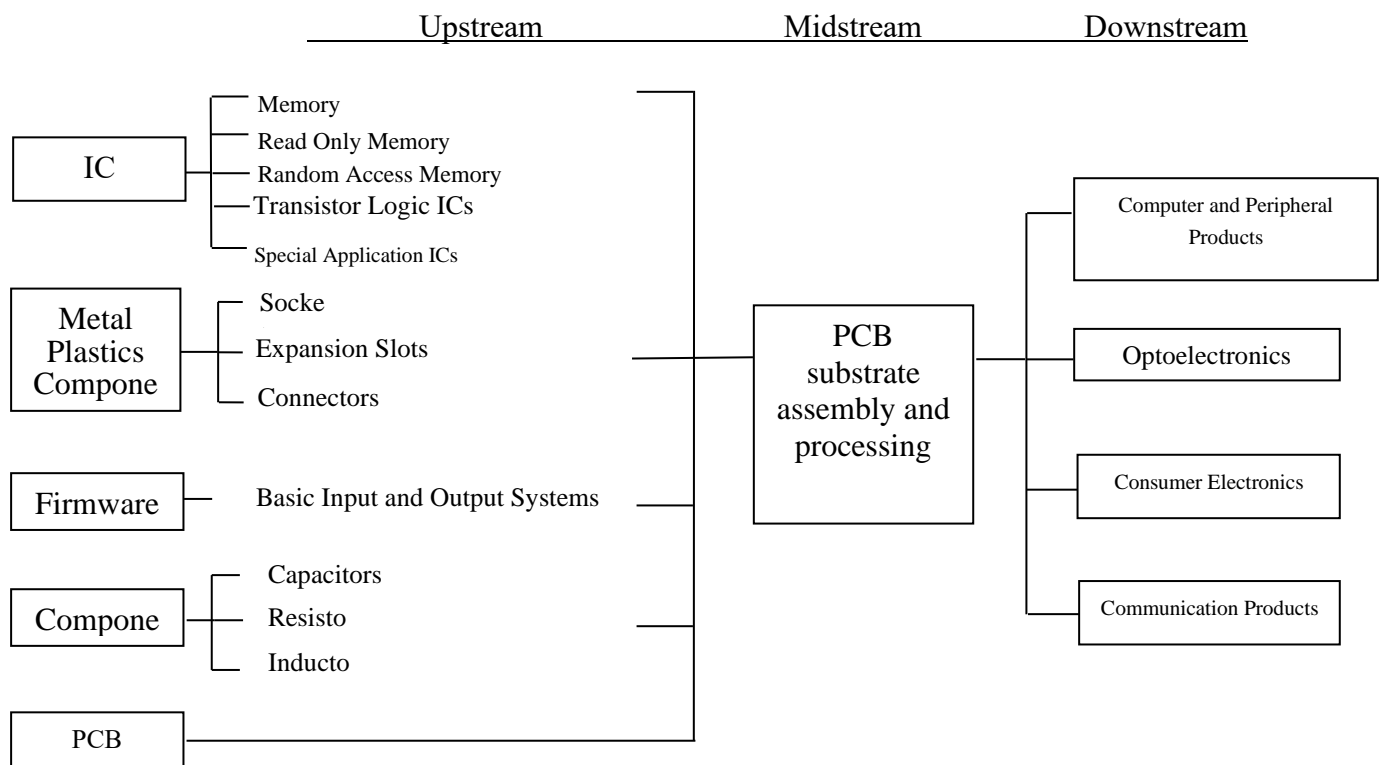 Upstream
Midstream
Downstream
IC
Memory
Read Only Memory
Random Access Memory
Transistor Logic ICs
Special Application ICs
Metal
Plastics
Compone
Socke
Expansion Slots
Connectors
Firmware
Basic Input and Output Systems
Compone
Capacitors
Resisto
Inducto
PCB
PCB
substrate
assembly and
processing
Computer and Peripheral
Products
Optoelectronics
Consumer Electronics
Communication Products